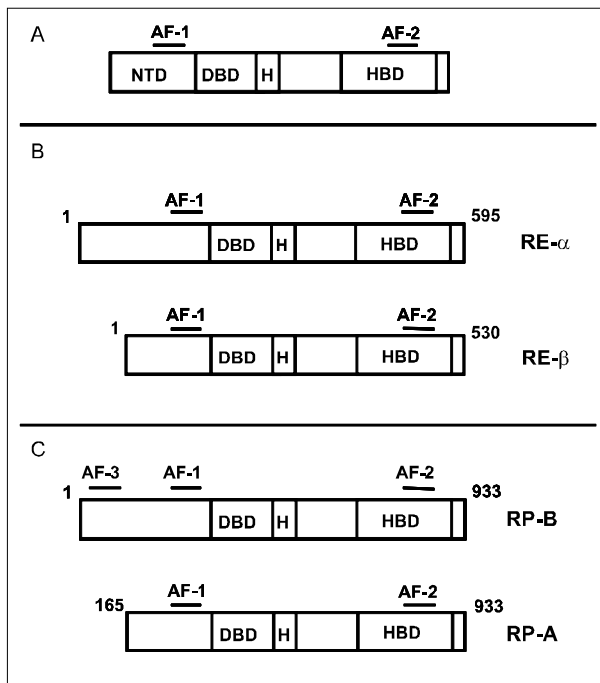 A
AF-1 AF-2
NTD DBD H HBD
B
1 AF-1 AF-2 595
DBD H HBD
RE-α
1 AF-1 AF-2 530
DBD H HBD
RE-β
C
AF-3 AF-1 AF-2
1 933
DBD H HBD
RP-B
165 AF-1 AF-2 933
DBD H HBD
RP-A